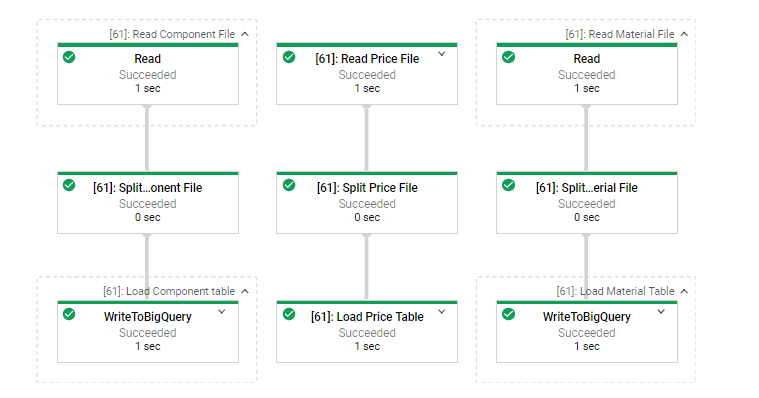 [61]: Read Component File
Read
Succeeded
1 sec
[61]: Read Price File
Succeeded
1 sec
[61]: Read Material File
Read
Succeeded
1 sec
[61]: Split...onent File
Succeeded
0 sec
[61]: Split Price File
Succeeded
0 sec
[61]: Split...erial File
Succeeded
0 sec
[61]: Load Component table
WriteToBigQuery
Succeeded
1 sec
[61]: Load Price Table
Succeeded
1 sec
[61]: Load Material Table
WriteToBigQuery
Succeeded
1 sec